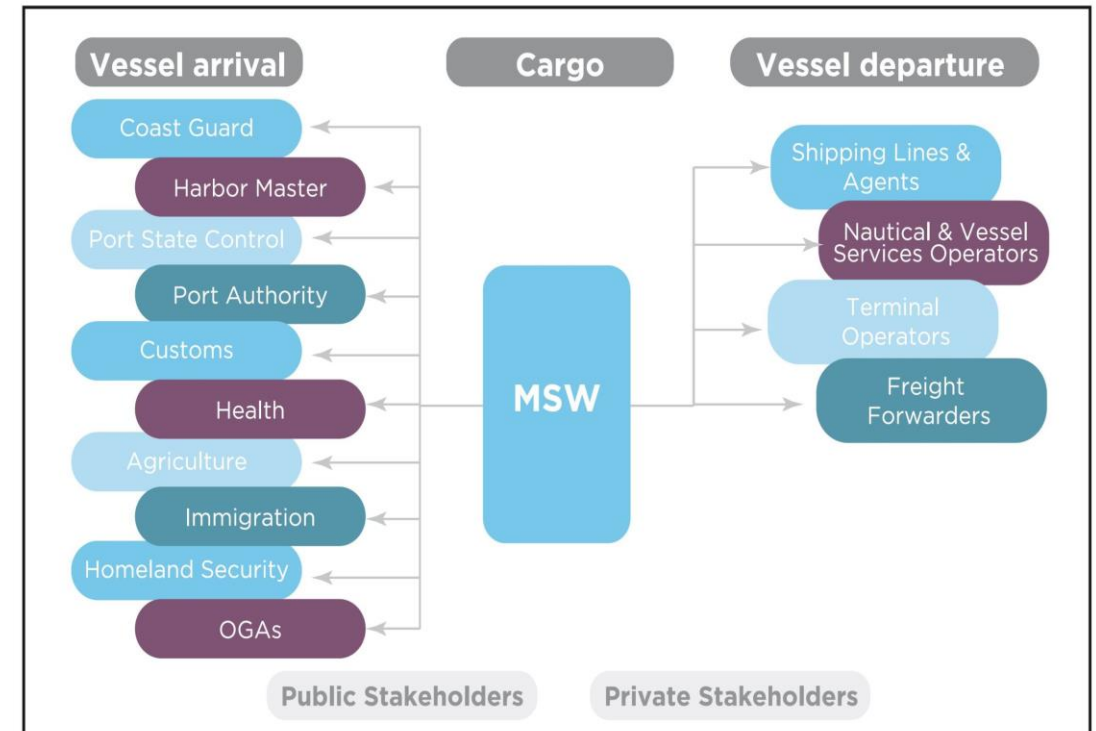 Vessel arrival
Cargo
Vessel departure
Coast Guard
Harbor Master
Port State Control
Port Authority
Customs
Health
Agriculture
Immigration
Homeland Security
OGAs
MSW
Shipping Lines &
Agents
Nautical & Vessel
Services Operators
Terminal
Operators
Freight
Forwarders
Public Stakeholders
Private Stakeholders